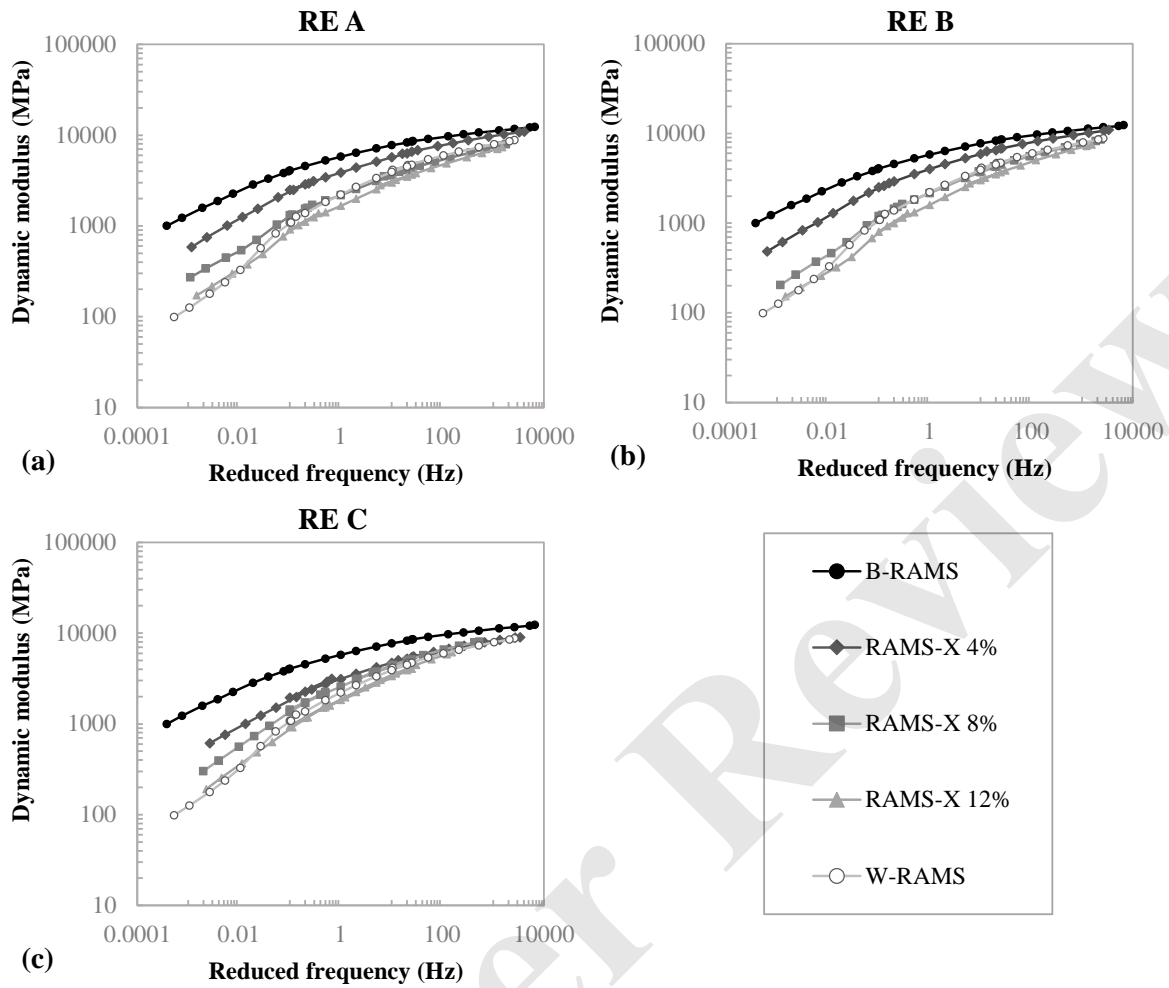 RE A
100000
10000
1000
100
10
0.0001
0.01
1
100
10000
Dynamic modulus (MPa)
Reduced frequency (Hz)
(a)
RE B
100000
10000
1000
100
10
0.0001
0.01
1
100
10000
Dynamic modulus (MPa)
Reduced frequency (Hz)
(b)
RE C
100000
10000
1000
100
10
0.0001
0.01
1
100
10000
Dynamic modulus (MPa)
Reduced frequency (Hz)
(c)
B-RAMS
RAMS-X 4%
RAMS-X 8%
RAMS-X 12%
W-RAMS
er Review